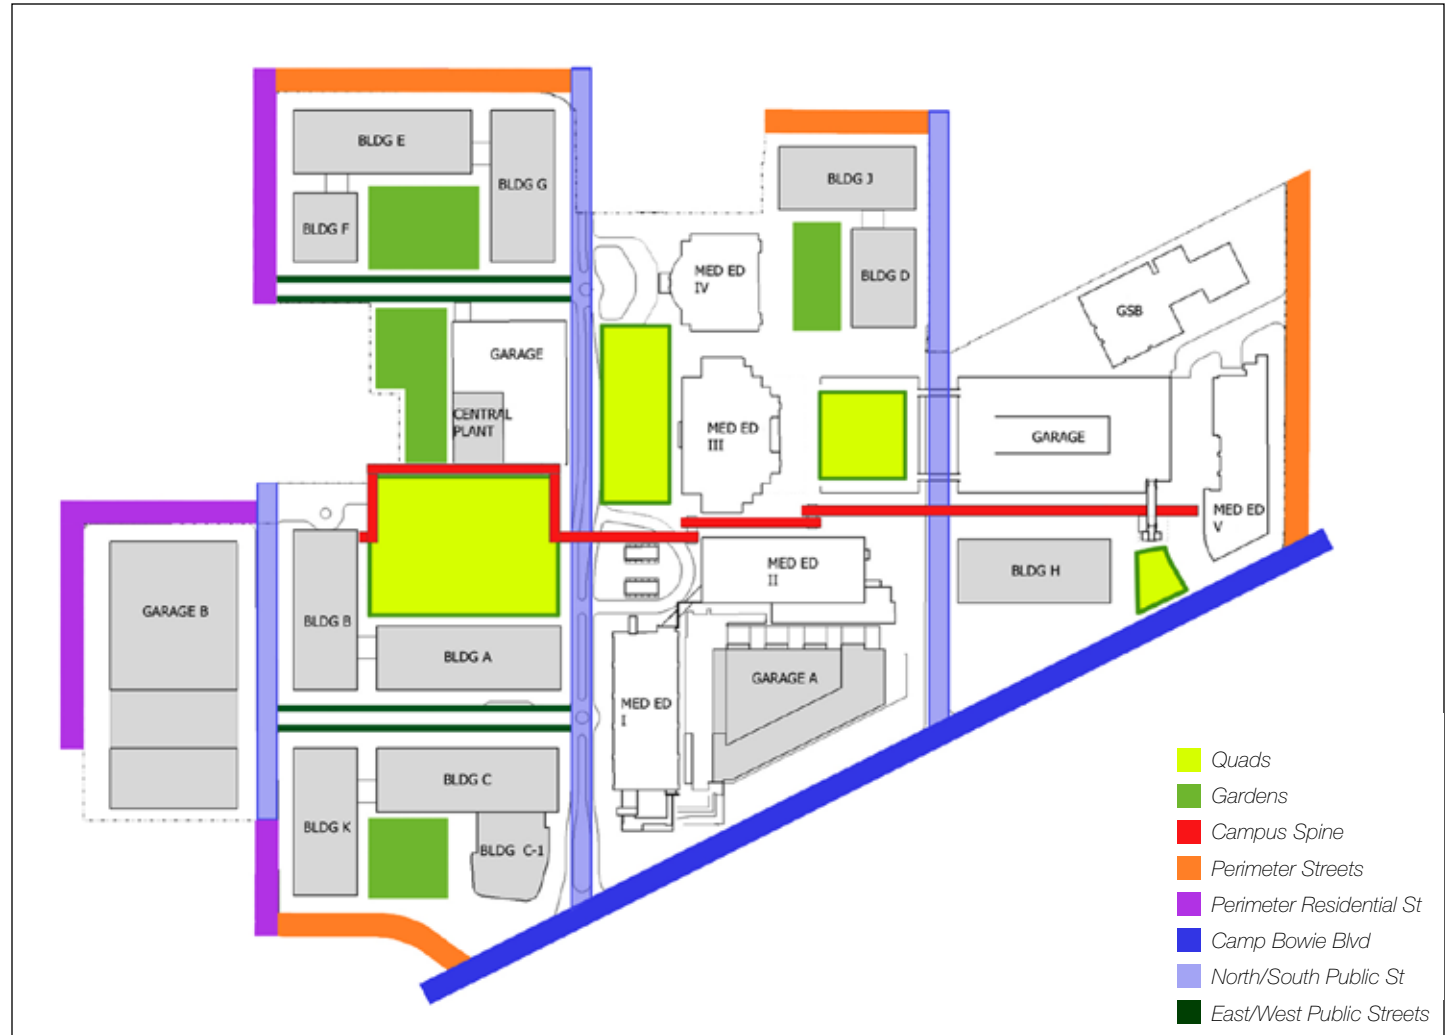 BLDG E
BLDG G
BLDG F
BLDG J
BLDG D
MED ED
IV
GSB
GARAGE
CENTRAL
PLANT
MED ED
III
GARAGE
MED ED
V
MED ED
II
BLDG H
GARAGE B
BLDG B
BLDG A
GARAGE A
MED ED
I
BLDG C
BLDG K
BLDG C-1
Quads
Gardens
Campus Spine
Perimeter Streets
Perimeter Residential St
Camp Bowie Blvd
North/South Public St
East/West Public Streets